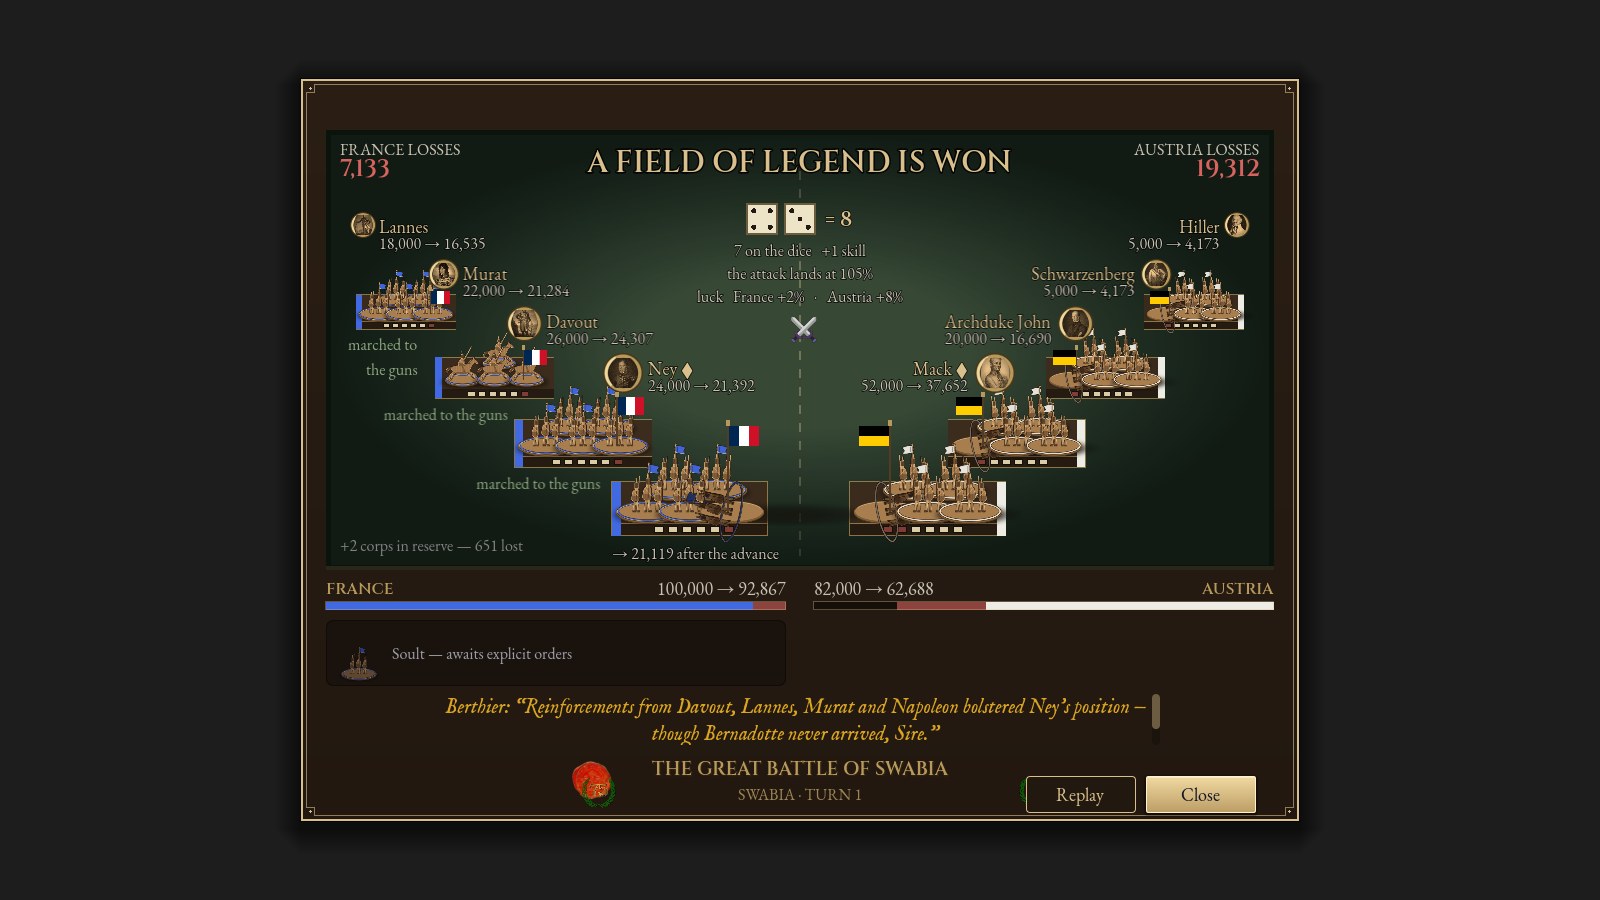 FRANCE LOSSES
7,133
A FIELD OF LEGEND IS WON
AUSTRIA LOSSES
19,312
= 8
7 on the dice +1 skill
the attack lands at 105%
luck France +2% · Austria +8%
Lannes
18,000 → 16,535
Murat
22,000 → 21,284
Davout
26,000 → 24,307
Ney
24,000 → 21,392
Hiller
5,000 → 4,173
Schwarzenberg
5,000 → 4,173
Archduke John
20,000 → 16,690
Mack
52,000 → 37,652
marched to
the guns
marched to the guns
marched to the guns
+2 corps in reserve — 651 lost
→ 21,119 after the advance
FRANCE
100,000 → 92,867
82,000 → 62,688
AUSTRIA
Soult — awaits explicit orders
Berthier: “Reinforcements from Davout, Lannes, Murat and Napoleon bolstered Ney’s position —
though Bernadotte never arrived, Sire.”
THE GREAT BATTLE OF SWABIA
SWABIA · TURN 1
Replay
Close